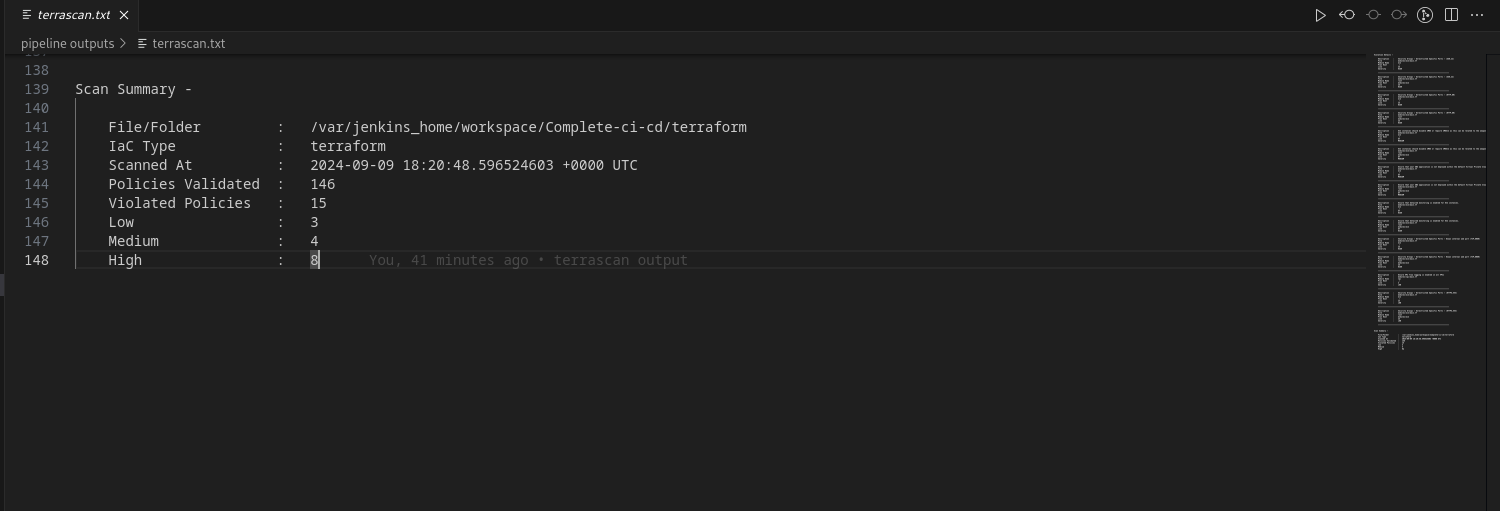 terrascan.txt
pipeline outputs > terrascan.txt
138
139 Scan Summary -
140
141 File/Folder : /var/jenkins_home/workspace/Complete-ci-cd/terraform
142 IaC Type : terraform
143 Scanned At : 2024-09-09 18:20:48.596524603 +0000 UTC
144 Policies Validated : 146
145 Violated Policies : 15
146 Low : 3
147 Medium : 4
148 High : 8 You, 41 minutes ago • terrascan output